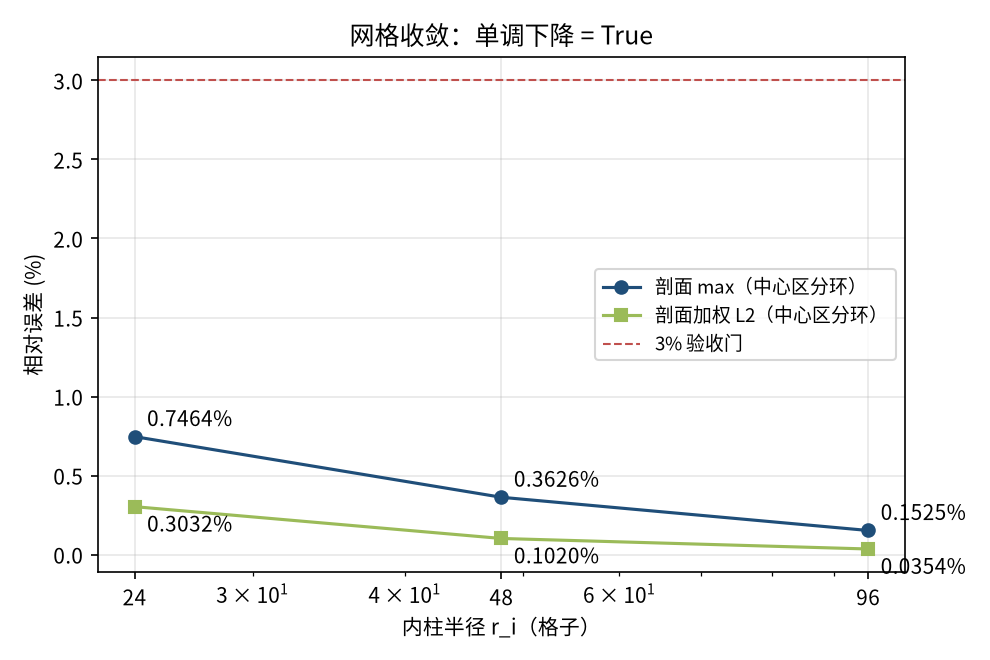 网格收敛：单调下降 = True
相对误差 (%)
3.0
2.5
2.0
1.5
1.0
0.5
0.0
剖面 max（中心区分环）
剖面加权 L2（中心区分环）
3% 验收门
0.7464%
0.3626%
0.1525%
0.3032%
0.1020%
0.0354%
24
3 × 10¹
4 × 10¹
48
6 × 10¹
96
内柱半径 r_i（格子）